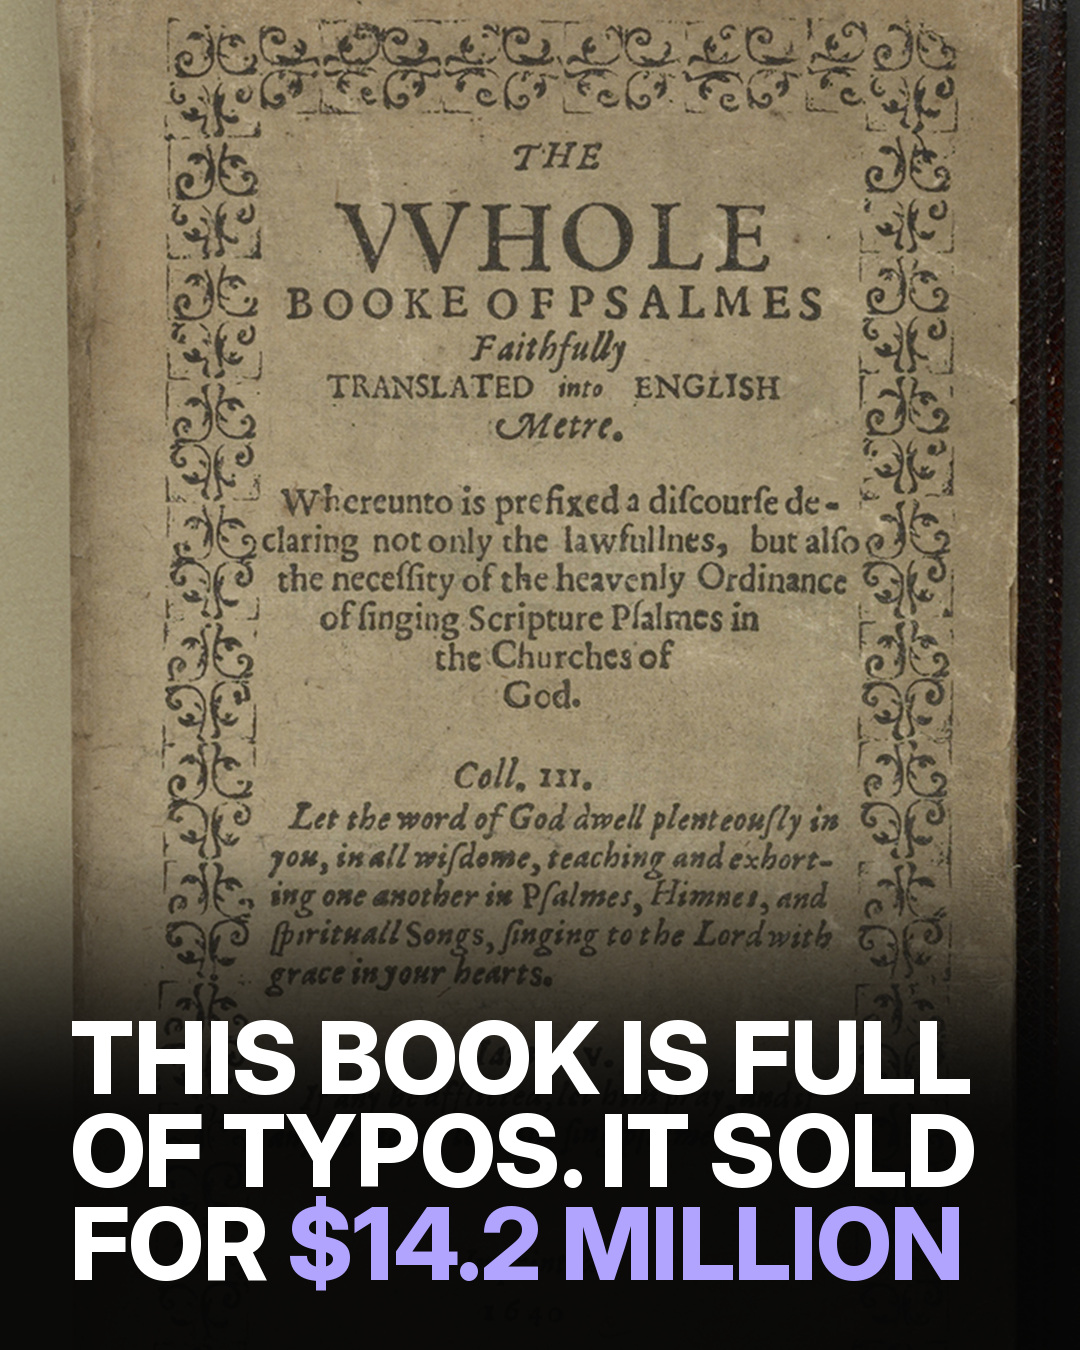 THE
VVHOLE
BOOKE OF PSALMES
Faithfully
TRANSLATED into ENGLISH
Metre.
Whereunto is prefixed a diſcourſe de-
claring not only the lawfullnes, but alſo
the neceſſity of the heavenly Ordinance
of ſinging Scripture Pſalmes in
the Churches of
God.
Coll. III.
Let the word of God dwell plenteouſly in
you, in all wiſdome, teaching and exhort-
ing one another in Pſalmes, Himnes, and
ſpirituall Songs, ſinging to the Lord with
grace in your hearts.
THIS BOOK IS FULL
OF TYPOS. IT SOLD
FOR $14.2 MILLION
1640